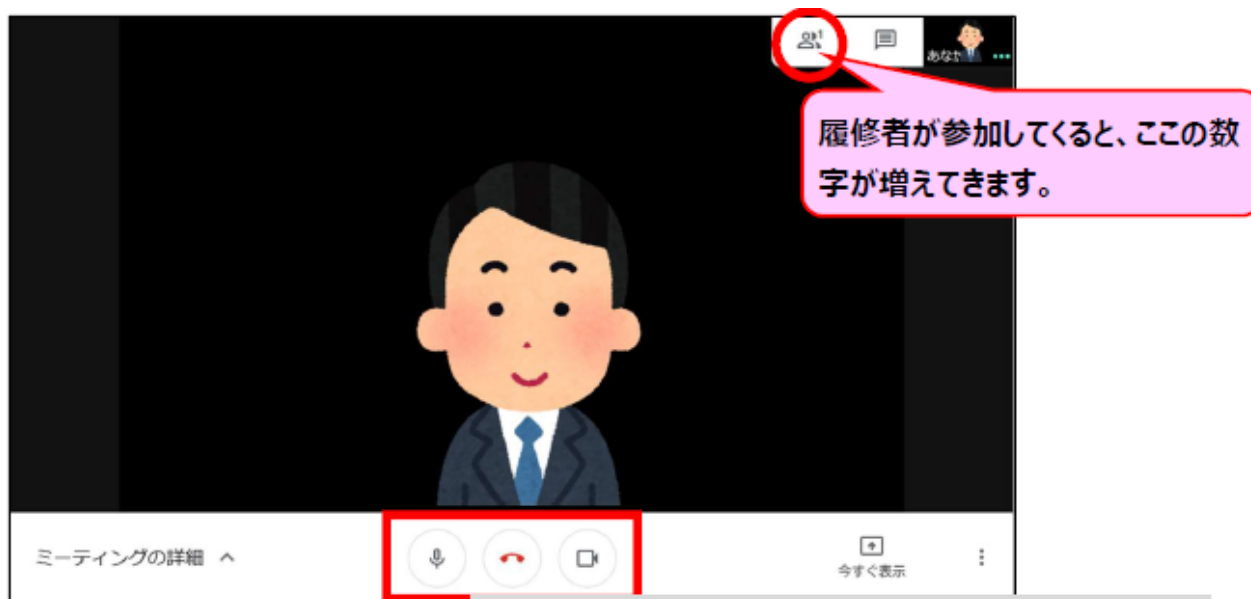 1
あなた
履修者が参加してくると、ここの数
字が増えてきます。
ミーティングの詳細
今すぐ表示